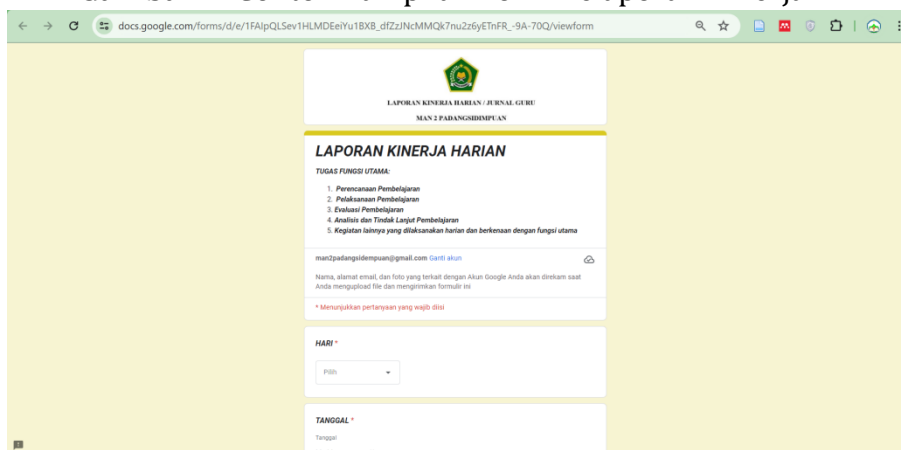 docs.google.com/forms/d/e/1FAIpQLSev1HLMDEeiYu1BXB_dfZzJNcMMQk7nu2z6yETnFR_-9A-70Q/viewform
LAPORAN KINERJA HARIAN / JURNAL GURU
MAN 2 PADANGSIDIMPUAN
LAPORAN KINERJA HARIAN
TUGAS FUNGSI UTAMA:
1. Perencanaan Pembelajaran
2. Pelaksanaan Pembelajaran
3. Evaluasi Pembelajaran
4. Analisis dan Tindak Lanjut Pembelajaran
5. Kegiatan lainnya yang dilaksanakan harian dan berkenaan dengan fungsi utama
man2padangsidempuan@gmail.com Ganti akun
Nama, alamat email, dan foto yang terkait dengan Akun Google Anda akan direkam saat
Anda mengupload file dan mengirimkan formulir ini
* Menunjukkan pertanyaan yang wajib diisi
HARI *
Pilih
TANGGAL *
Tanggal